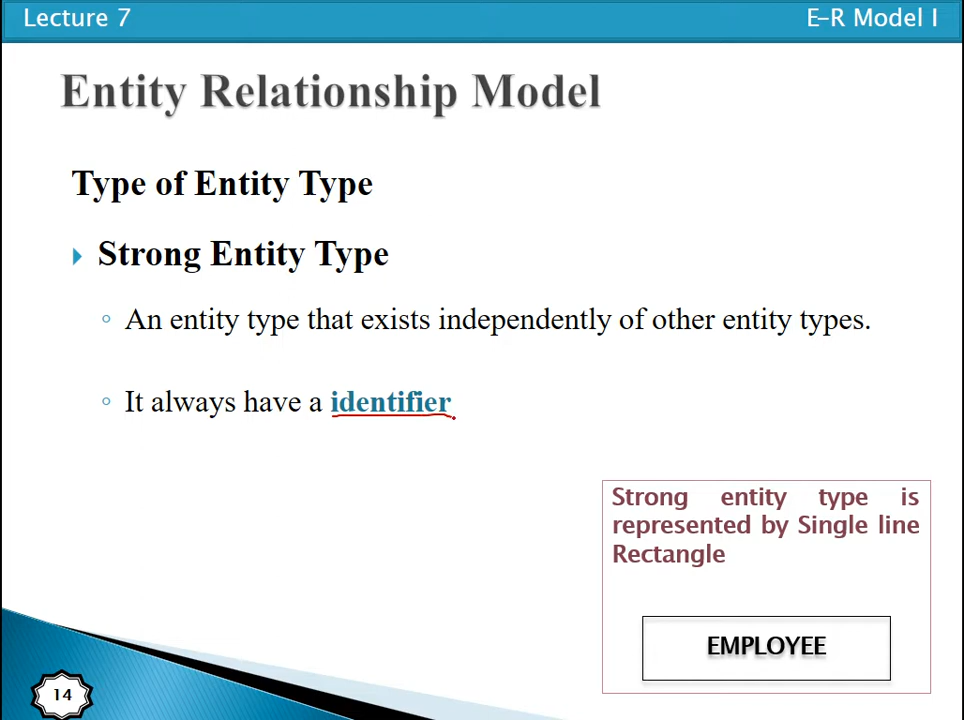 Lecture 7
E-R Model I
Entity Relationship Model
Type of Entity Type
Strong Entity Type
An entity type that exists independently of other entity types.
It always have a identifier
Strong entity type is
represented by Single line
Rectangle
EMPLOYEE
14